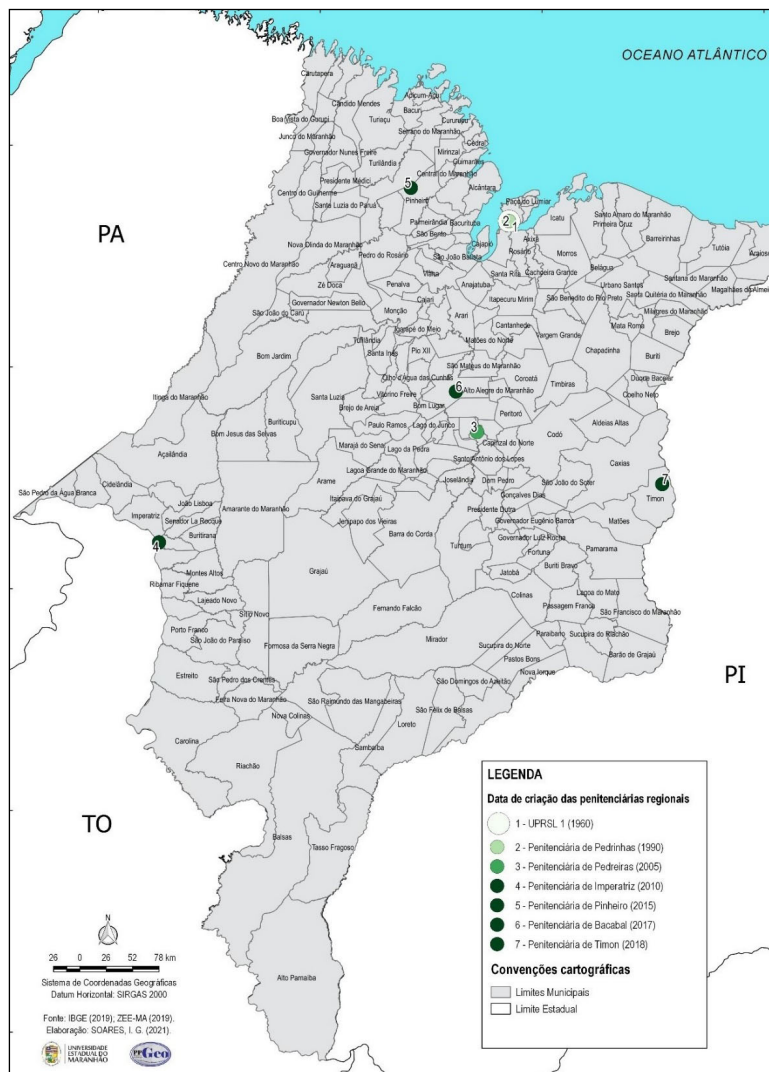 OCEANO ATLÂNTICO
Carutapera
Apicum-Açu
Cândido Mendes
Bacuri
Boa Vista do Gurupi
Turiaçu
Cururupu
Serrano do Maranhão
Junco do Maranhão
Cedral
Governador Nunes Freire
Mirinzal
Turilândia
Guimarães
Central do Maranhão
Presidente Médici
5
Centro do Guilherme
Alcântara
Pinheiro
Paço do Lumiar
Santa Luzia do Paruá
2
1
Icatu
Santo Amaro do Maranhão
Primeira Cruz
PA
Palmeirândia
Bacurituba
São Bento
Axixá
Barreirinhas
Tutóia
Nova Olinda do Maranhão
Cajapió
Rosário
Morros
Araioses
Pedro do Rosário
São João Batista
Centro Novo do Maranhão
Araguaçã
Viana
Santa Rita
Cachoeira Grande
Belágua
Santana do Maranhão
Zé Doca
Penalva
Anajatuba
Urbano Santos
Santa Quitéria do Maranhão
Magalhães de Almeida
Governador Newton Bello
Cajari
Itapecuru Mirim
São Benedito do Rio Preto
São João do Carú
Monção
Arari
Milagres do Maranhão
Cantanhede
Mata Roma
Igarapé do Meio
Matões do Norte
Vargem Grande
Brejo
Tufilândia
Bom Jardim
Santa Inês
Pio XII
Chapadinha
Buriti
São Mateus do Maranhão
Olho d'Água das Cunhãs
6
Coroatá
Duque Bacelar
Itinga do Maranhão
Santa Luzia
Vitorino Freire
Alto Alegre do Maranhão
Timbiras
Coelho Neto
Brejo de Areia
Bom Lugar
Buriticupu
Peritoró
Paulo Ramos
Lago do Junco
3
Aldeias Altas
Bom Jesus das Selvas
Marajá do Sena
Capinzal do Norte
Codó
Açailândia
Lago da Pedra
Santo Antônio dos Lopes
Caxias
Lagoa Grande do Maranhão
Cidelândia
Arame
Joselândia
Dom Pedro
São João do Soter
7
São Pedro da Água Branca
Itaipava do Grajaú
Gonçalves Dias
Timon
João Lisboa
Amarante do Maranhão
Presidente Dutra
Imperatriz
Senador La Rocque
Jenipapo dos Vieiras
Governador Eugênio Barros
Matões
Buritirana
Barra do Corda
Tuntum
Governador Luiz Rocha
4
Parnarama
Fortuna
Montes Altos
Grajaú
Jatobá
Buriti Bravo
Ribamar Fiquene
Lajeado Novo
Colinas
Lagoa do Mato
Sítio Novo
Fernando Falcão
Passagem Franca
São Francisco do Maranhão
Porto Franco
São João do Paraíso
Formosa da Serra Negra
Mirador
Paraibano
Sucupira do Riachão
Sucupira do Norte
Barão de Grajaú
Estreito
Pastos Bons
São Pedro dos Crentes
São Domingos do Azeitão
Nova Iorque
PI
Feira Nova do Maranhão
São Raimundo das Mangabeiras
Nova Colinas
São Félix de Balsas
Loreto
Carolina
Sambaíba
Riachão
TO
Balsas
Tasso Fragoso
Alto Parnaíba
LEGENDA
Data de criação das penitenciárias regionais
1 - UPRSL 1 (1960)
2 - Penitenciária de Pedrinhas (1990)
3 - Penitenciária de Pedreiras (2005)
4 - Penitenciária de Imperatriz (2010)
5 - Penitenciária de Pinheiro (2015)
6 - Penitenciária de Bacabal (2017)
7 - Penitenciária de Timon (2018)
Convenções cartográficas
Limites Municipais
Limite Estadual
N
26 0 26 52 78 km
Sistema de Coordenadas Geográficas
Datum Horizontal: SIRGAS 2000
Fonte: IBGE (2019); ZEE-MA (2019).
Elaboração: SOARES, I. G. (2021).
UNIVERSIDADE
ESTADUAL DO
MARANHÃO
PPGeo